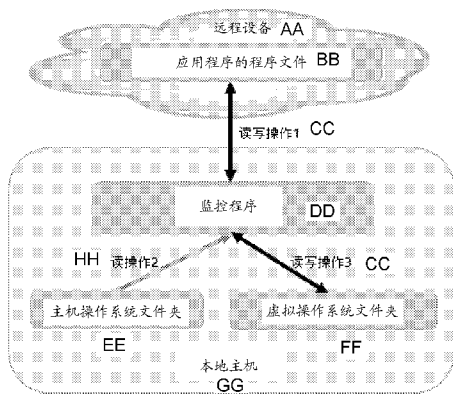 远程设备 AA
应用程序的程序文件 BB
读写操作1 CC
监控程序 DD
HH 读操作2 读写操作3 CC
主机操作系统文件夹 虚拟操作系统文件夹
EE FF
本地主机
GG